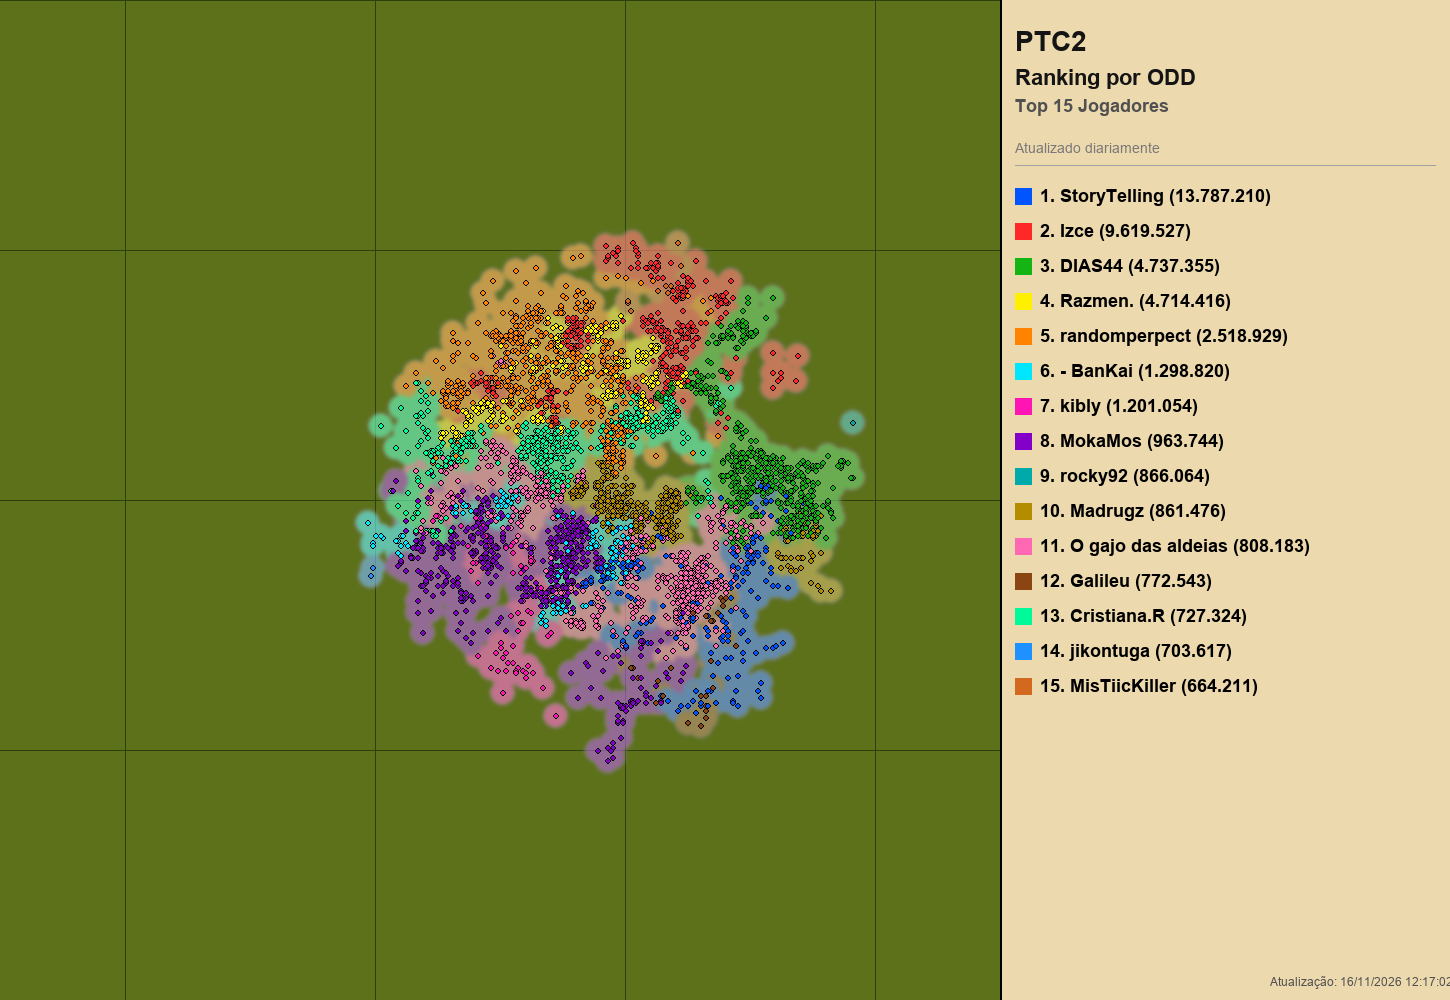 PTC2
Ranking por ODD
Top 15 Jogadores
Atualizado diariamente
1. StoryTelling (13.787.210)
2. Izce (9.619.527)
3. DIAS44 (4.737.355)
4. Razmen. (4.714.416)
5. randomperpect (2.518.929)
6. - BanKai (1.298.820)
7. kibly (1.201.054)
8. MokaMos (963.744)
9. rocky92 (866.064)
10. Madrugz (861.476)
11. O gajo das aldeias (808.183)
12. Galileu (772.543)
13. Cristiana.R (727.324)
14. jikontuga (703.617)
15. MisTiicKiller (664.211)
Atualização: 16/11/2026 12:17:02